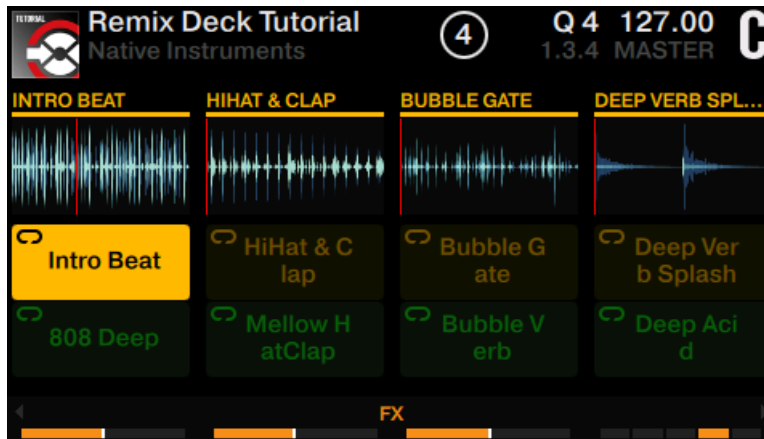 TUTORIAL
Remix Deck Tutorial
Native Instruments
4
Q 4 127.00
1.3.4 MASTER
C
INTRO BEAT
HIHAT & CLAP
BUBBLE GATE
DEEP VERB SPL...
Intro Beat
HiHat & C
lap
Bubble G
ate
Deep Ver
b Splash
808 Deep
Mellow H
atClap
Bubble V
erb
Deep Aci
d
FX